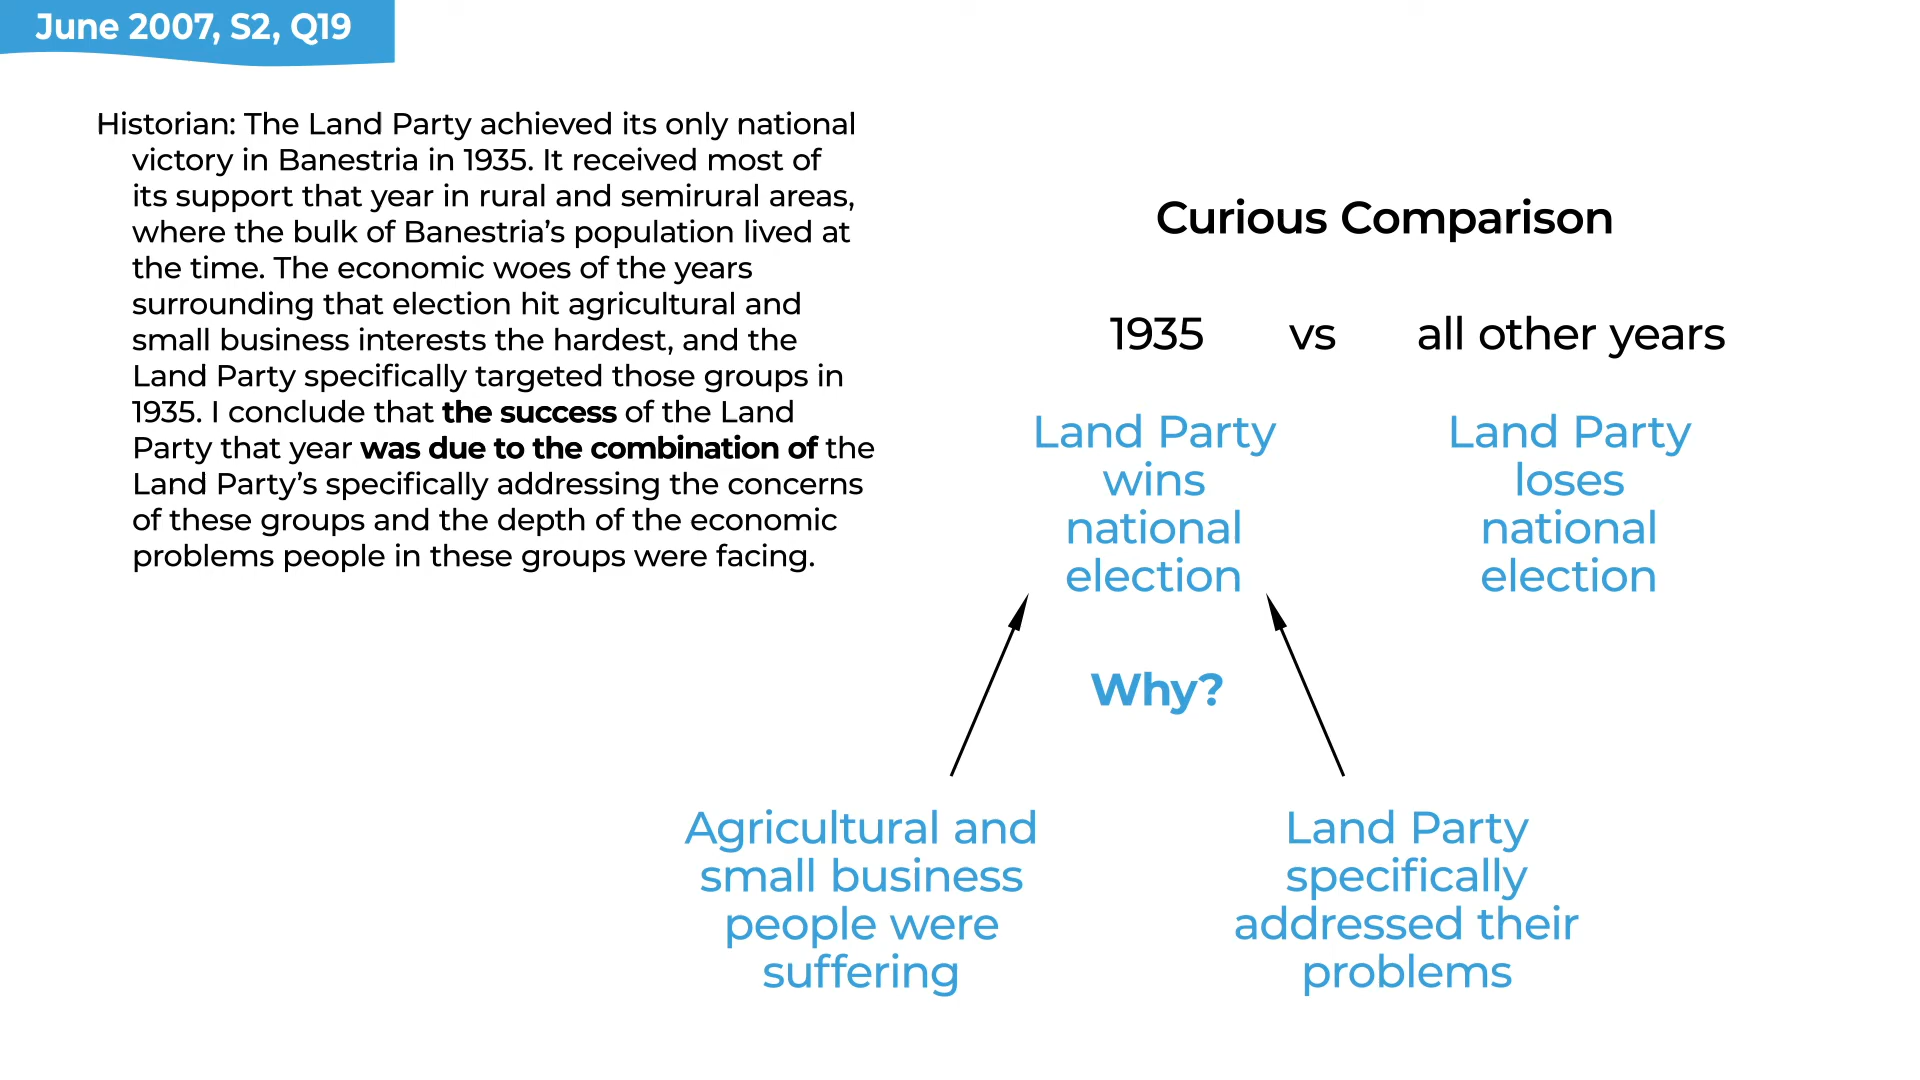 June 2007, S2, Q19
Historian: The Land Party achieved its only national
victory in Banestria in 1935. It received most of
its support that year in rural and semirural areas,
where the bulk of Banestria’s population lived at
the time. The economic woes of the years
surrounding that election hit agricultural and
small business interests the hardest, and the
Land Party specifically targeted those groups in
1935. I conclude that the success of the Land
Party that year was due to the combination of the
Land Party’s specifically addressing the concerns
of these groups and the depth of the economic
problems people in these groups were facing.
Curious Comparison
1935 vs all other years
Land Party
wins
national
election
Land Party
loses
national
election
Why?
Agricultural and
small business
people were
suffering
Land Party
specifically
addressed their
problems